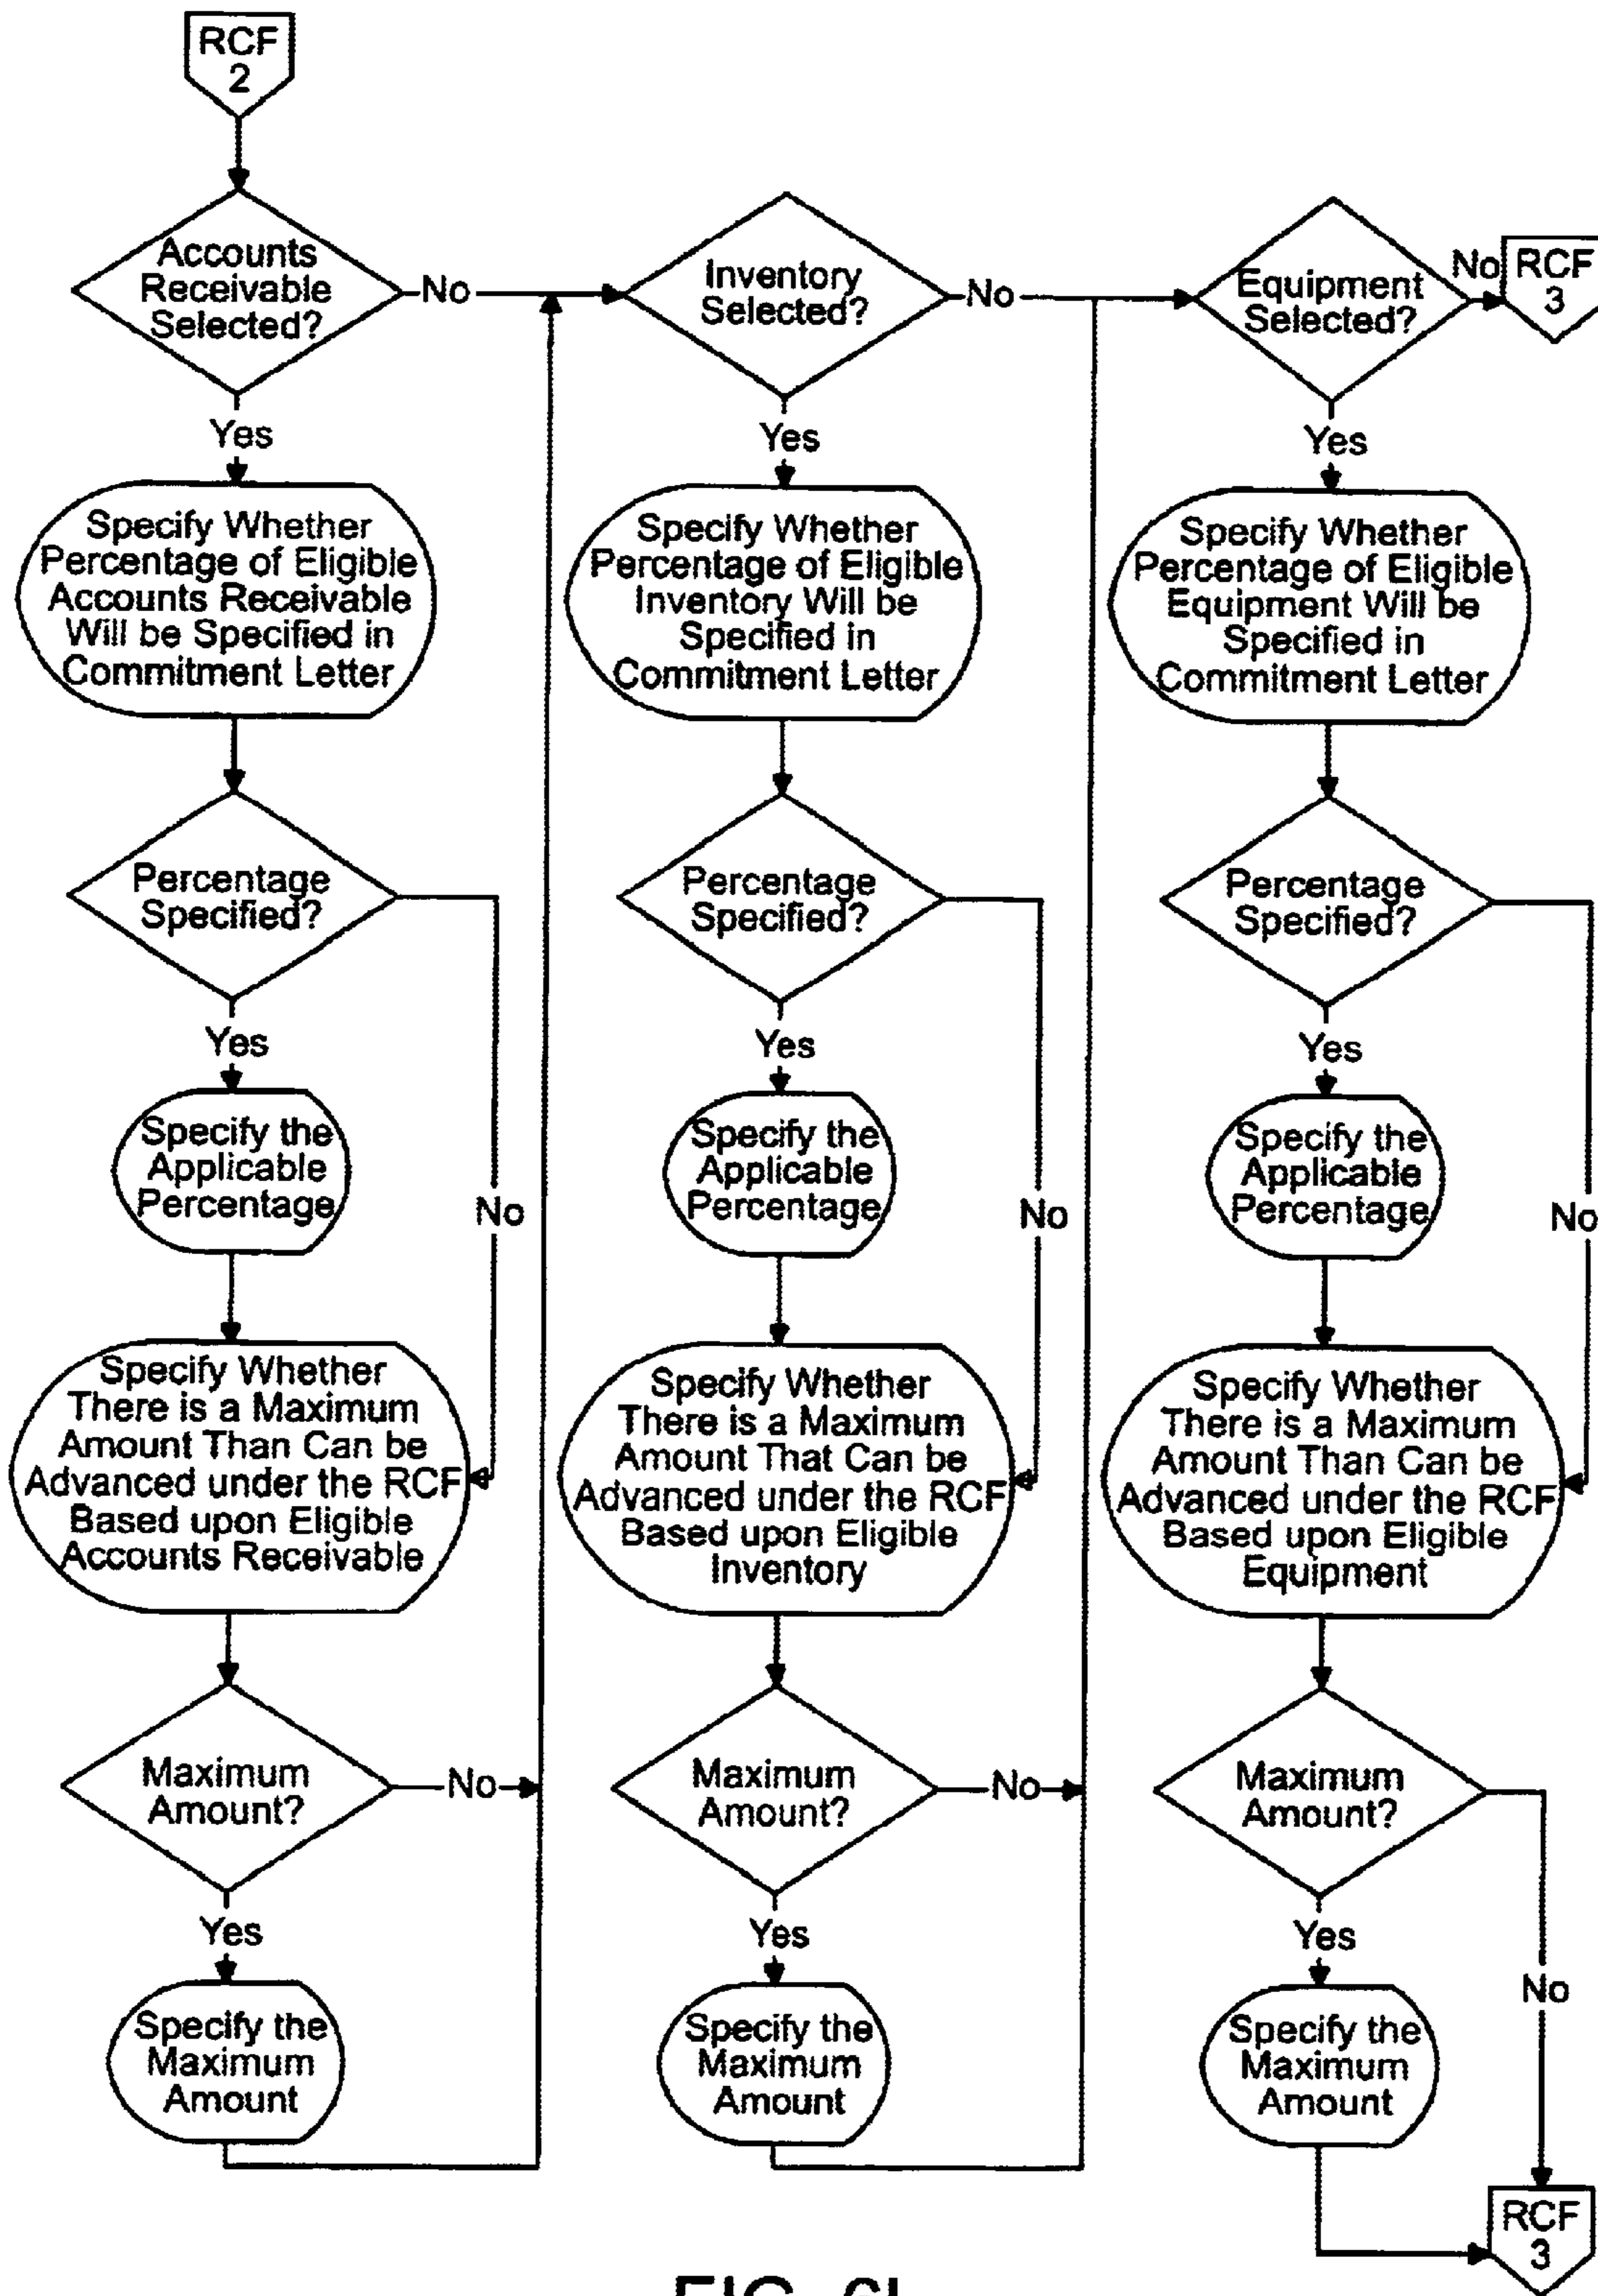 RCF
2
Accounts
Receivable
Selected?
No
Yes
Specify Whether
Percentage of Eligible
Accounts Receivable
Will be Specified in
Commitment Letter
Percentage
Specified?
Yes
No
Specify the
Applicable
Percentage
Specify Whether
There is a Maximum
Amount Than Can be
Advanced under the RCF
Based upon Eligible
Accounts Receivable
Maximum
Amount?
No
Yes
Specify the
Maximum
Amount
Inventory
Selected?
No
Yes
Specify Whether
Percentage of Eligible
Inventory Will be
Specified in
Commitment Letter
Percentage
Specified?
Yes
No
Specify the
Applicable
Percentage
Specify Whether
There is a Maximum
Amount That Can be
Advanced under the RCF
Based upon Eligible
Inventory
Maximum
Amount?
No
Yes
Specify the
Maximum
Amount
Equipment
Selected?
No
RCF
3
Yes
Specify Whether
Percentage of Eligible
Equipment Will be
Specified in
Commitment Letter
Percentage
Specified?
Yes
No
Specify the
Applicable
Percentage
Specify Whether
There is a Maximum
Amount Than Can be
Advanced under the RCF
Based upon Eligible
Equipment
Maximum
Amount?
Yes
No
Specify the
Maximum
Amount
RCF
3